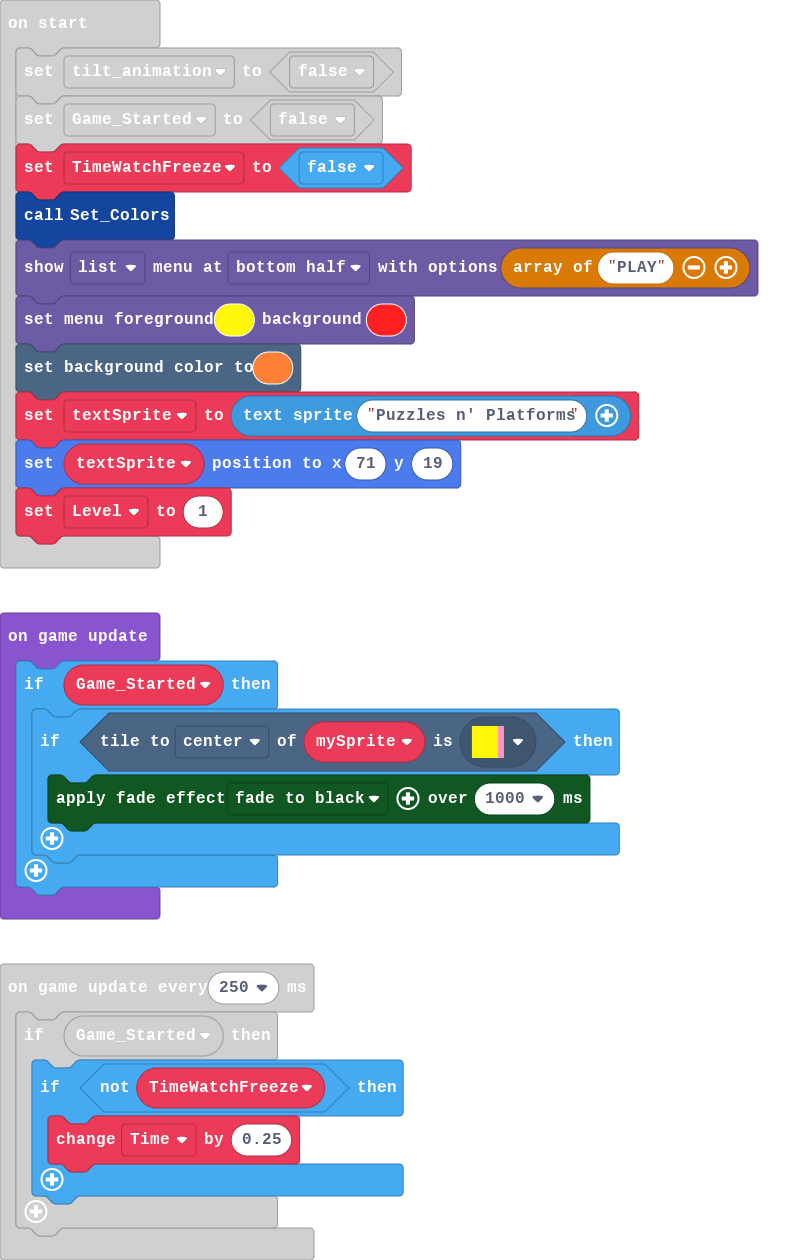 on start
set tilt_animation to false
set Game_Started to false
set TimeWatchFreeze to false
call Set_Colors
show list menu at bottom half with options array of "PLAY"
set menu foreground background
set background color to
set textSprite to text sprite "Puzzles n' Platforms"
set textSprite position to x 71 y 19
set Level to 1
on game update
if Game_Started then
if tile to center of mySprite is then
apply fade effect fade to black over 1000 ms
on game update every 250 ms
if Game_Started then
if not TimeWatchFreeze then
change Time by 0.25